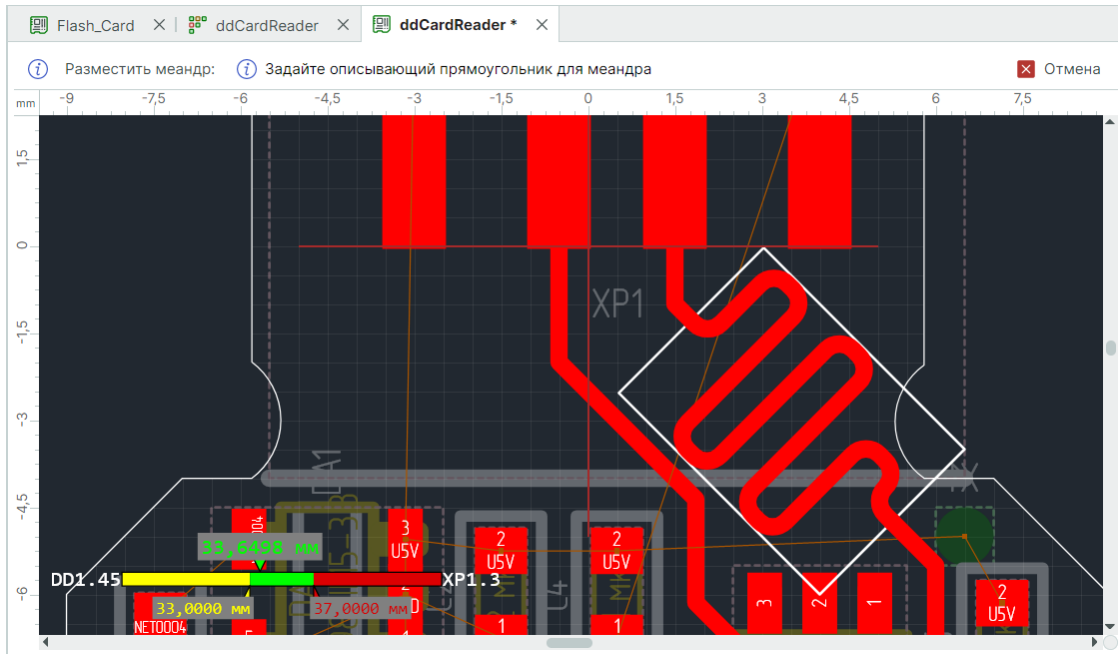 Flash_Card
ddCardReader
ddCardReader *
Разместить меандр: Задайте описывающий прямоугольник для меандра
Отмена
mm -9 -7,5 -6 -4,5 -3 -1,5 0 1,5 3 4,5 6 7,5
1,5
0
-1,5
XP1
-3
-4,5
3
U5V
2
U5V
2
U5V
33,6498 мм
DD1.45
XP1.3
-6
33,0000 мм
37,0000 мм
3
2
1
2
U5V
L4
NET0004
1
1